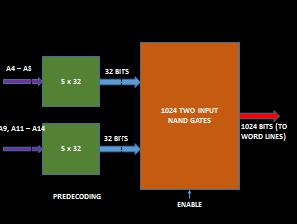 A4 – A8
5 x 32
32 BITS
1024 TWO INPUT
NAND GATES
1024 BITS (TO
WORD LINES)
A9, A11 – A14
5 x 32
32 BITS
PREDECODING
ENABLE